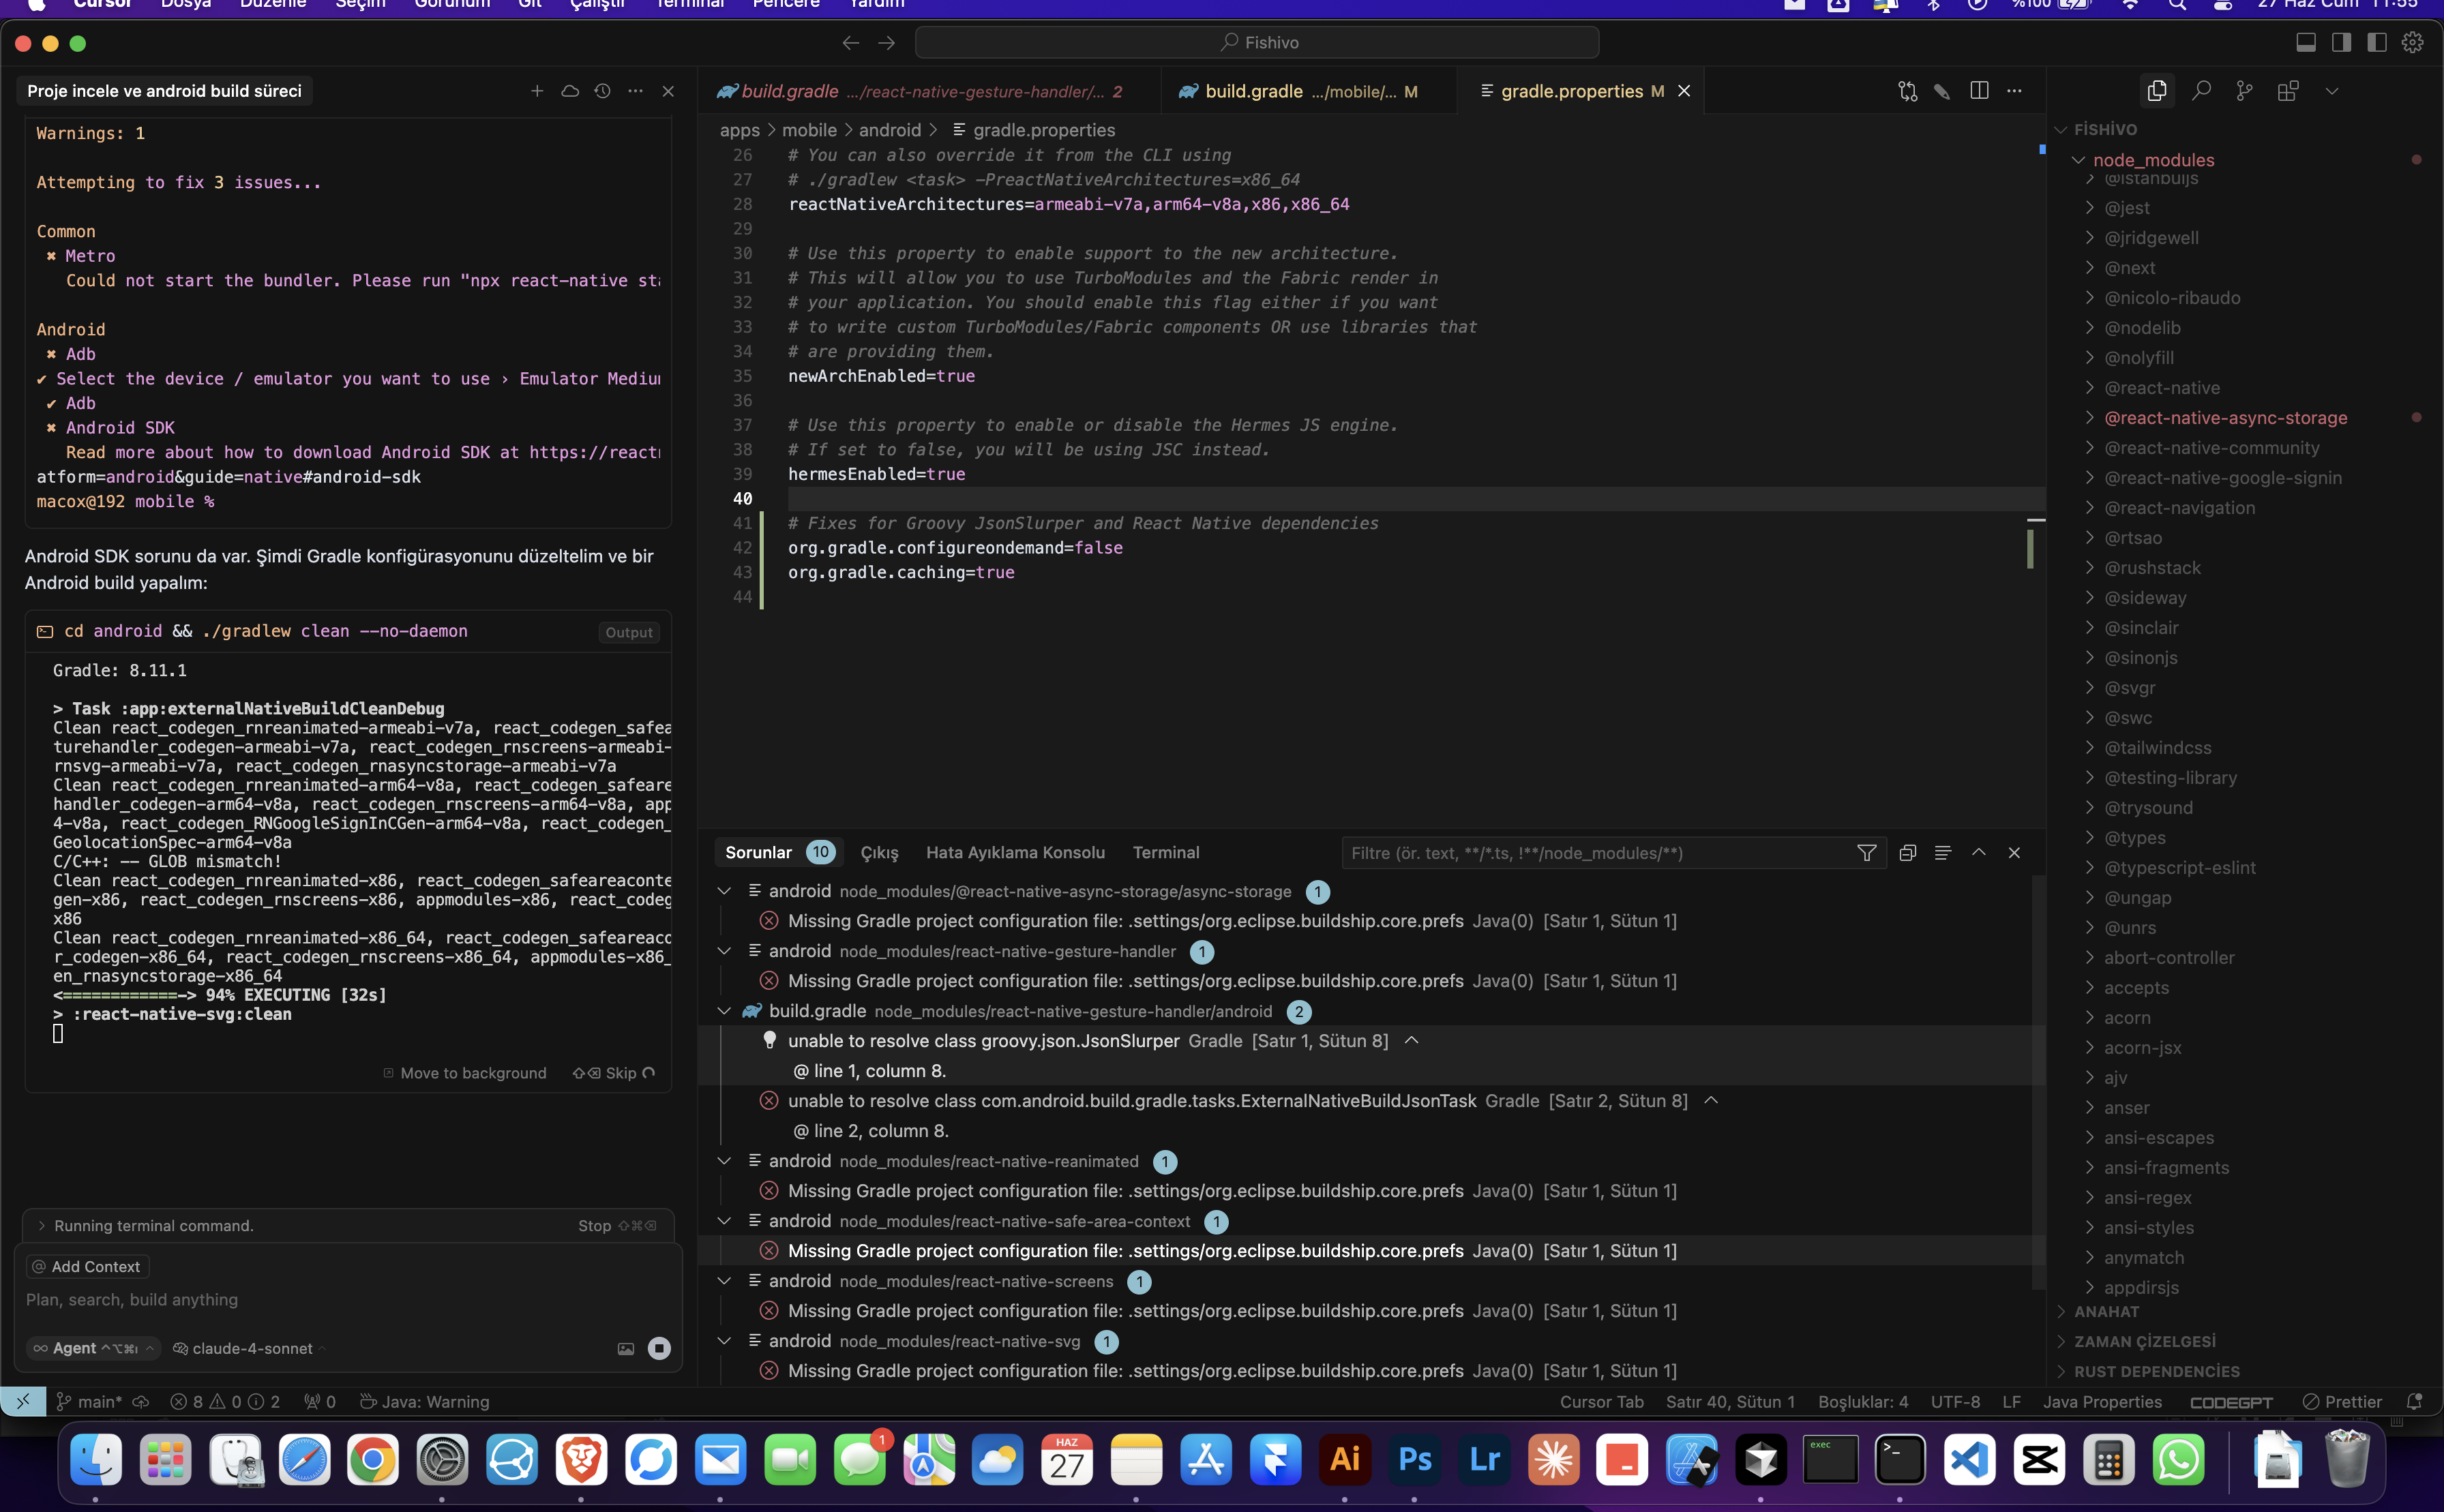 Cursor Dosya Düzenle Seçim Görünüm Git Çalıştır Terminal Pencere Yardım
%100 27 Haz Cum 11:55
Fishivo
Proje incele ve android build süreci
Warnings: 1
Attempting to fix 3 issues...
Common
✖ Metro
Could not start the bundler. Please run "npx react-native sta
Android
✖ Adb
✔ Select the device / emulator you want to use › Emulator Mediu
✔ Adb
✖ Android SDK
Read more about how to download Android SDK at https://react
atform=android&guide=native#android-sdk
macox@192 mobile %
Android SDK sorunu da var. Şimdi Gradle konfigürasyonunu düzeltelim ve bir
Android build yapalım:
cd android && ./gradlew clean --no-daemon
Output
Gradle: 8.11.1
> Task :app:externalNativeBuildCleanDebug
Clean react_codegen_rnreanimated-armeabi-v7a, react_codegen_safea
turehandler_codegen-armeabi-v7a, react_codegen_rnscreens-armeabi-
rnsvg-armeabi-v7a, react_codegen_rnasyncstorage-armeabi-v7a
Clean react_codegen_rnreanimated-arm64-v8a, react_codegen_safeare
handler_codegen-arm64-v8a, react_codegen_rnscreens-arm64-v8a, app
4-v8a, react_codegen_RNGoogleSignInCGen-arm64-v8a, react_codegen_
GeolocationSpec-arm64-v8a
C/C++: -- GLOB mismatch!
Clean react_codegen_rnreanimated-x86, react_codegen_safeareaconte
gen-x86, react_codegen_rnscreens-x86, appmodules-x86, react_codeg
x86
Clean react_codegen_rnreanimated-x86_64, react_codegen_safeareaco
r_codegen-x86_64, react_codegen_rnscreens-x86_64, appmodules-x86_
en_rnasyncstorage-x86_64
<============-> 94% EXECUTING [32s]
> :react-native-svg:clean
Move to background
Skip
Running terminal command.
Stop
@ Add Context
Plan, search, build anything
Agent
claude-4-sonnet
build.gradle .../react-native-gesture-handler/... 2
build.gradle .../mobile/... M
gradle.properties M
apps > mobile > android > gradle.properties
26 # You can also override it from the CLI using
27 # ./gradlew <task> -PreactNativeArchitectures=x86_64
28 reactNativeArchitectures=armeabi-v7a,arm64-v8a,x86,x86_64
29
30 # Use this property to enable support to the new architecture.
31 # This will allow you to use TurboModules and the Fabric render in
32 # your application. You should enable this flag either if you want
33 # to write custom TurboModules/Fabric components OR use libraries that
34 # are providing them.
35 newArchEnabled=true
36
37 # Use this property to enable or disable the Hermes JS engine.
38 # If set to false, you will be using JSC instead.
39 hermesEnabled=true
40
41 # Fixes for Groovy JsonSlurper and React Native dependencies
42 org.gradle.configureondemand=false
43 org.gradle.caching=true
44
Sorunlar 10
Çıkış
Hata Ayıklama Konsolu
Terminal
Filtre (ör. text, **/*.ts, !**/node_modules/**)
android node_modules/@react-native-async-storage/async-storage 1
Missing Gradle project configuration file: .settings/org.eclipse.buildship.core.prefs Java(0) [Satır 1, Sütun 1]
android node_modules/react-native-gesture-handler 1
Missing Gradle project configuration file: .settings/org.eclipse.buildship.core.prefs Java(0) [Satır 1, Sütun 1]
build.gradle node_modules/react-native-gesture-handler/android 2
unable to resolve class groovy.json.JsonSlurper Gradle [Satır 1, Sütun 8]
@ line 1, column 8.
unable to resolve class com.android.build.gradle.tasks.ExternalNativeBuildJsonTask Gradle [Satır 2, Sütun 8]
@ line 2, column 8.
android node_modules/react-native-reanimated 1
Missing Gradle project configuration file: .settings/org.eclipse.buildship.core.prefs Java(0) [Satır 1, Sütun 1]
android node_modules/react-native-safe-area-context 1
Missing Gradle project configuration file: .settings/org.eclipse.buildship.core.prefs Java(0) [Satır 1, Sütun 1]
android node_modules/react-native-screens 1
Missing Gradle project configuration file: .settings/org.eclipse.buildship.core.prefs Java(0) [Satır 1, Sütun 1]
android node_modules/react-native-svg 1
Missing Gradle project configuration file: .settings/org.eclipse.buildship.core.prefs Java(0) [Satır 1, Sütun 1]
FİSHİVO
node_modules
@istanbuljs
@jest
@jridgewell
@next
@nicolo-ribaudo
@nodelib
@nolyfill
@react-native
@react-native-async-storage
@react-native-community
@react-native-google-signin
@react-navigation
@rtsao
@rushstack
@sideway
@sinclair
@sinonjs
@svgr
@swc
@tailwindcss
@testing-library
@trysound
@types
@typescript-eslint
@ungap
@unrs
abort-controller
accepts
acorn
acorn-jsx
ajv
anser
ansi-escapes
ansi-fragments
ansi-regex
ansi-styles
anymatch
appdirsjs
ANAHAT
ZAMAN ÇİZELGESİ
RUST DEPENDENCİES
main* 8 0 2 0 Java: Warning
Cursor Tab Satır 40, Sütun 1 Boşluklar: 4 UTF-8 LF Java Properties CODEGPT Prettier
1
HAZ
27
Ai
Ps
Lr
exec
>_